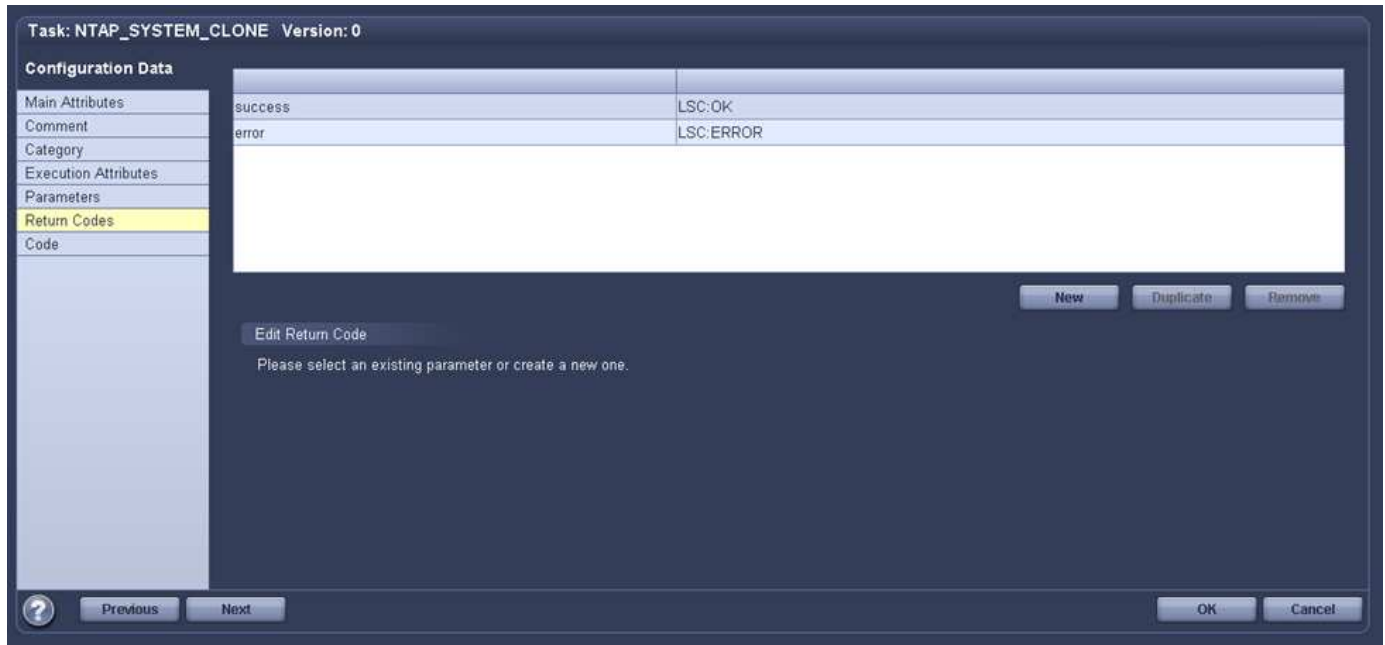 Task: NTAP_SYSTEM_CLONE Version: 0
Configuration Data
Main Attributes
Comment
Category
Execution Attributes
Parameters
Return Codes
Code
success LSC:OK
error LSC:ERROR
New Duplicate Remove
Edit Return Code
Please select an existing parameter or create a new one.
? Previous Next OK Cancel